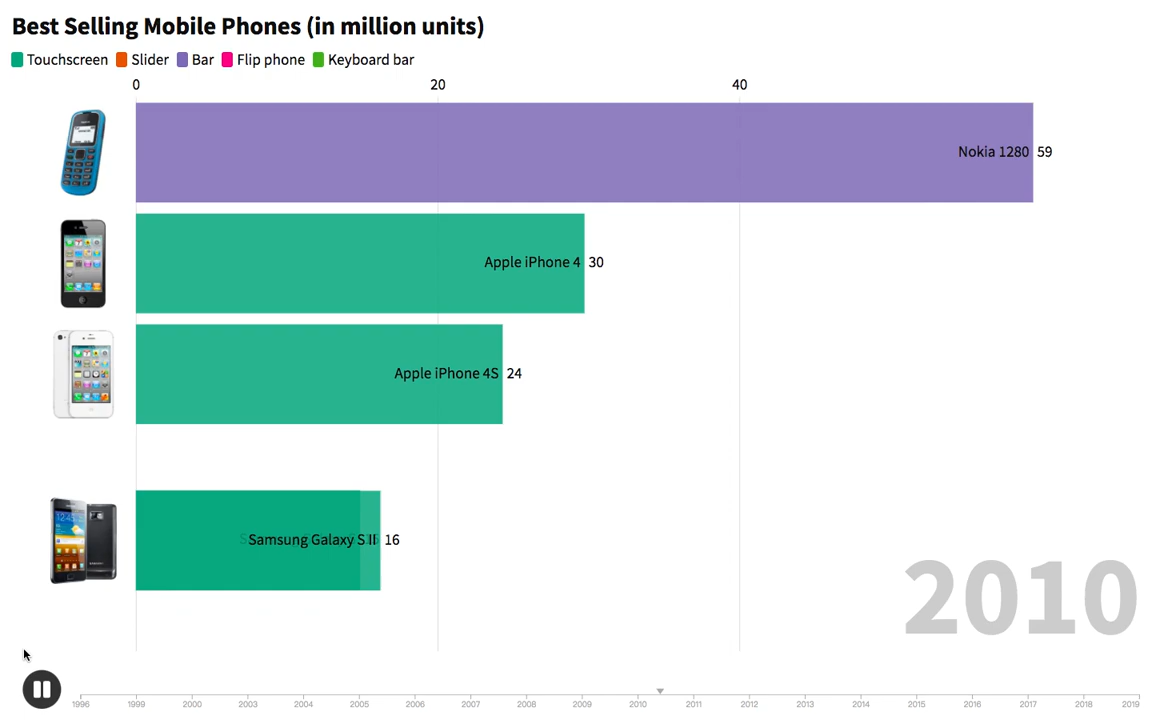 Best Selling Mobile Phones (in million units)
Touchscreen Slider Bar Flip phone Keyboard bar
0 20 40
Nokia 1280 59
Apple iPhone 4 30
Apple iPhone 4S 24
Samsung Galaxy S II 16
2010
1996 1999 2000 2002 2003 2004 2005 2006 2007 2009 2010 2011 2012 2013 2014 2016 2017 2018 2019